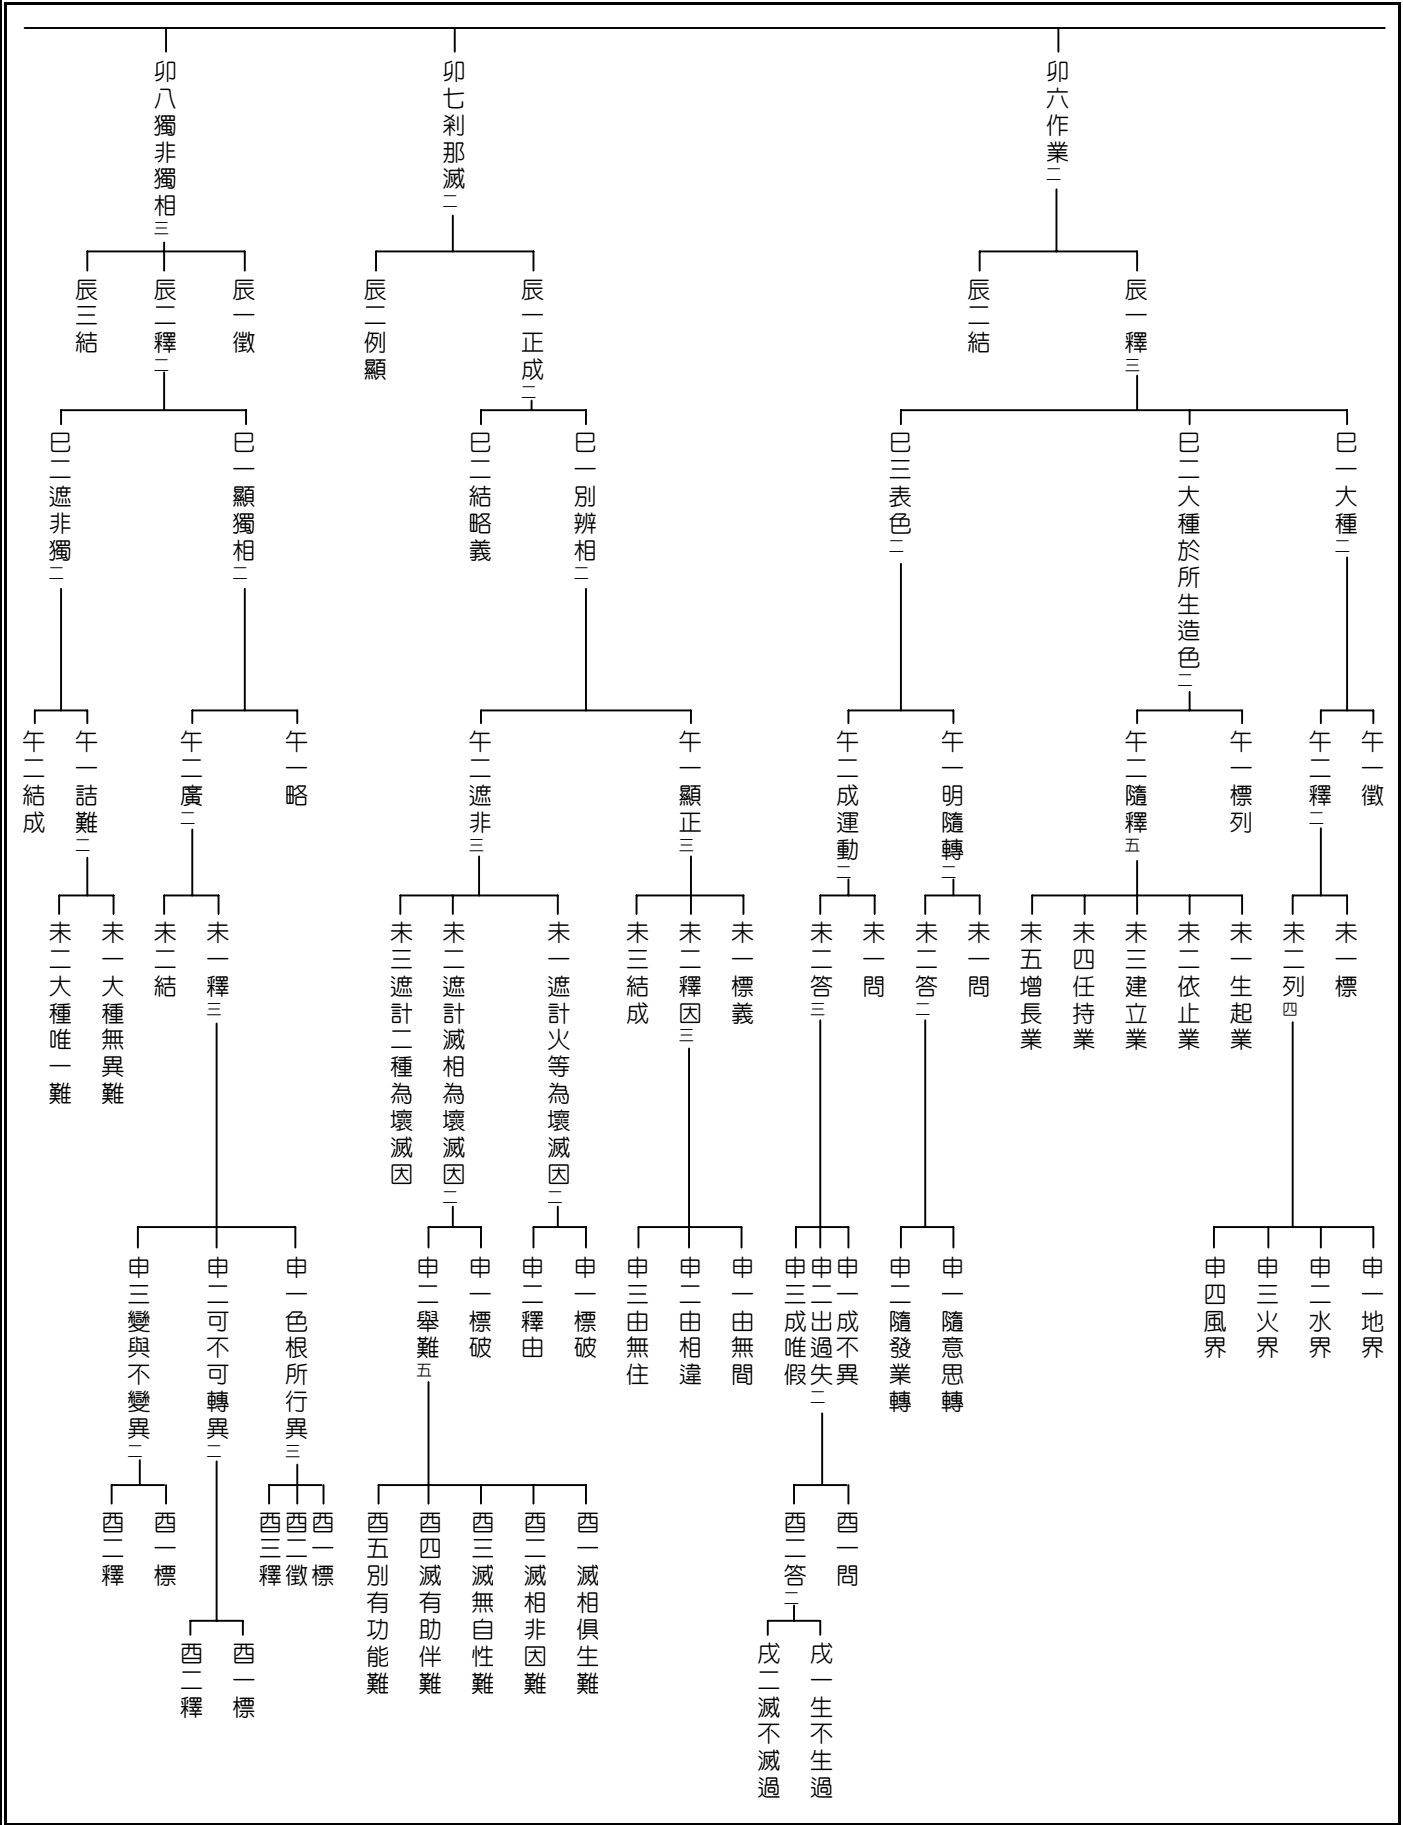 卯六作業二
辰一釋三
巳一大種二
午一徵
午二釋二
未一標
未二列四
申一地界
申二水界
申三火界
申四風界
巳二大種於所生造色二
午一標列
午二隨釋五
未一生起業
未二依止業
未三建立業
未四任持業
未五增長業
巳三表色二
午一明隨轉二
未一問
未二答二
申一隨意思轉
申二隨發業轉
午二成運動二
未一問
未二答三
申一成不異
申二出過失二
酉一問
酉二答二
戌一生不生過
戌二滅不滅過
申三成唯假
辰二結
卯七剎那滅二
辰一正成二
巳一別辨相二
午一顯正三
未一標義
未二釋因三
申一由無間
申二由相違
申三由無住
未三結成
午二遮非三
未一遮計火等為壞滅因二
申一標破
申二釋由
未二遮計滅相為壞滅因二
申一標破
申二舉難五
酉一滅相俱生難
酉二滅相非因難
酉三滅無自性難
酉四滅有助伴難
酉五別有功能難
未三遮計二種為壞滅因
巳二結略義
辰二例顯
卯八獨非獨相三
辰一徵
辰二釋二
巳一顯獨相二
午一略
午二廣二
未一釋三
申一色根所行異三
酉一標
酉二徵
酉三釋
申二可不可轉異二
酉一標
酉二釋
申三變與不變異二
酉一標
酉二釋
未二結
巳二遮非獨二
午一詰難二
未一大種無異難
未二大種唯一難
午二結成
辰三結